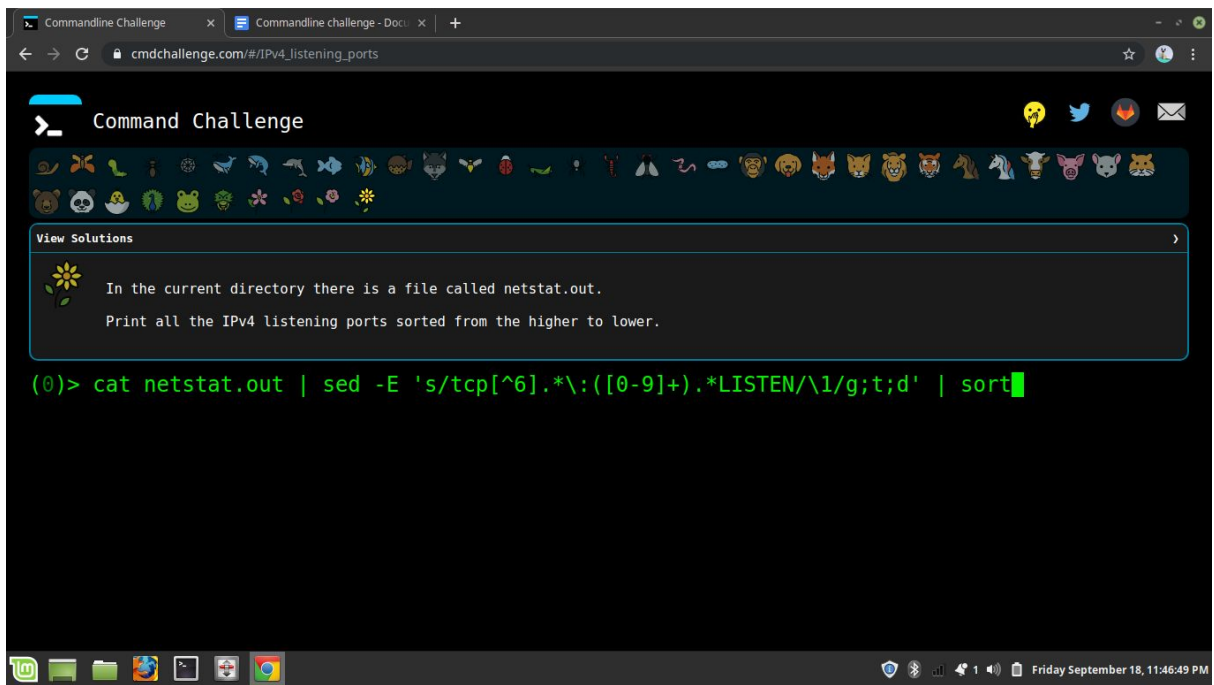 Commandline Challenge
Commandline challenge - Docu
cmdchallenge.com/#/IPv4_listening_ports
Command Challenge
View Solutions
In the current directory there is a file called netstat.out.
Print all the IPv4 listening ports sorted from the higher to lower.
(0)> cat netstat.out | sed -E 's/tcp[^6].*\:([0-9]+).*LISTEN/\1/g;t;d' | sort
1 Friday September 18, 11:46:49 PM